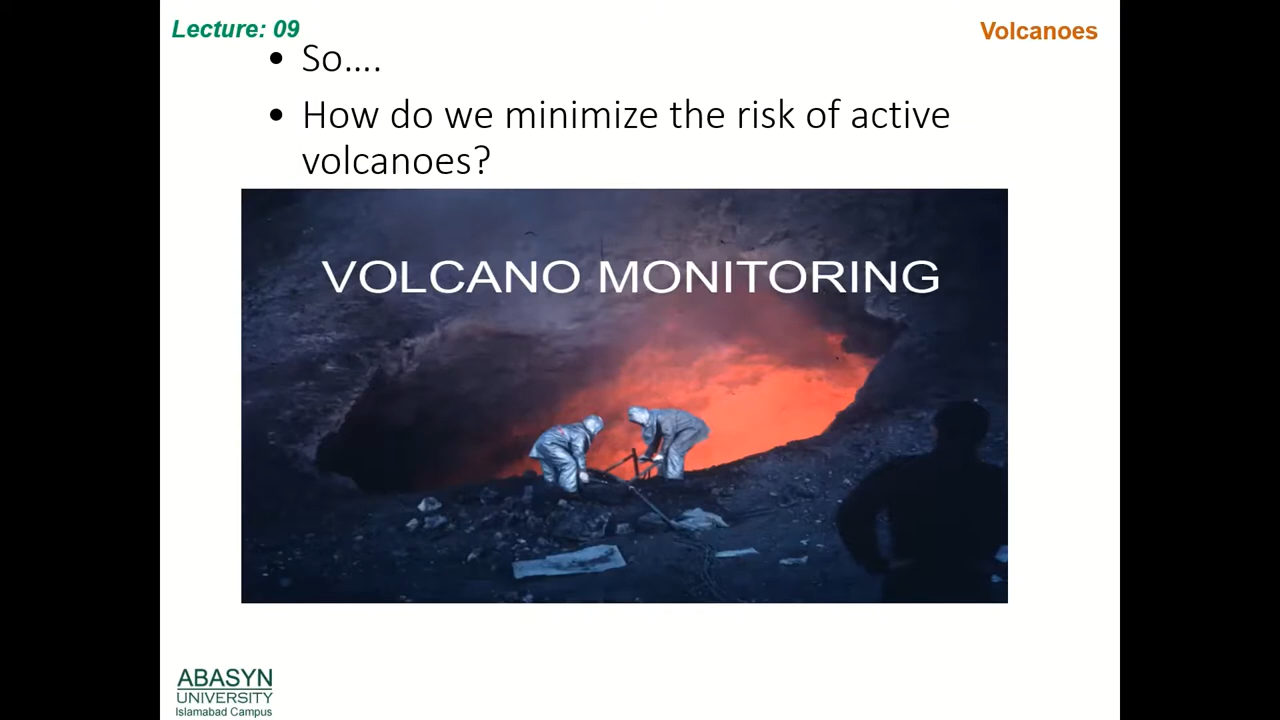 Lecture: 09
Volcanoes
• So….
• How do we minimize the risk of active
volcanoes?
VOLCANO MONITORING
ABASYN
UNIVERSITY
Islamabad Campus